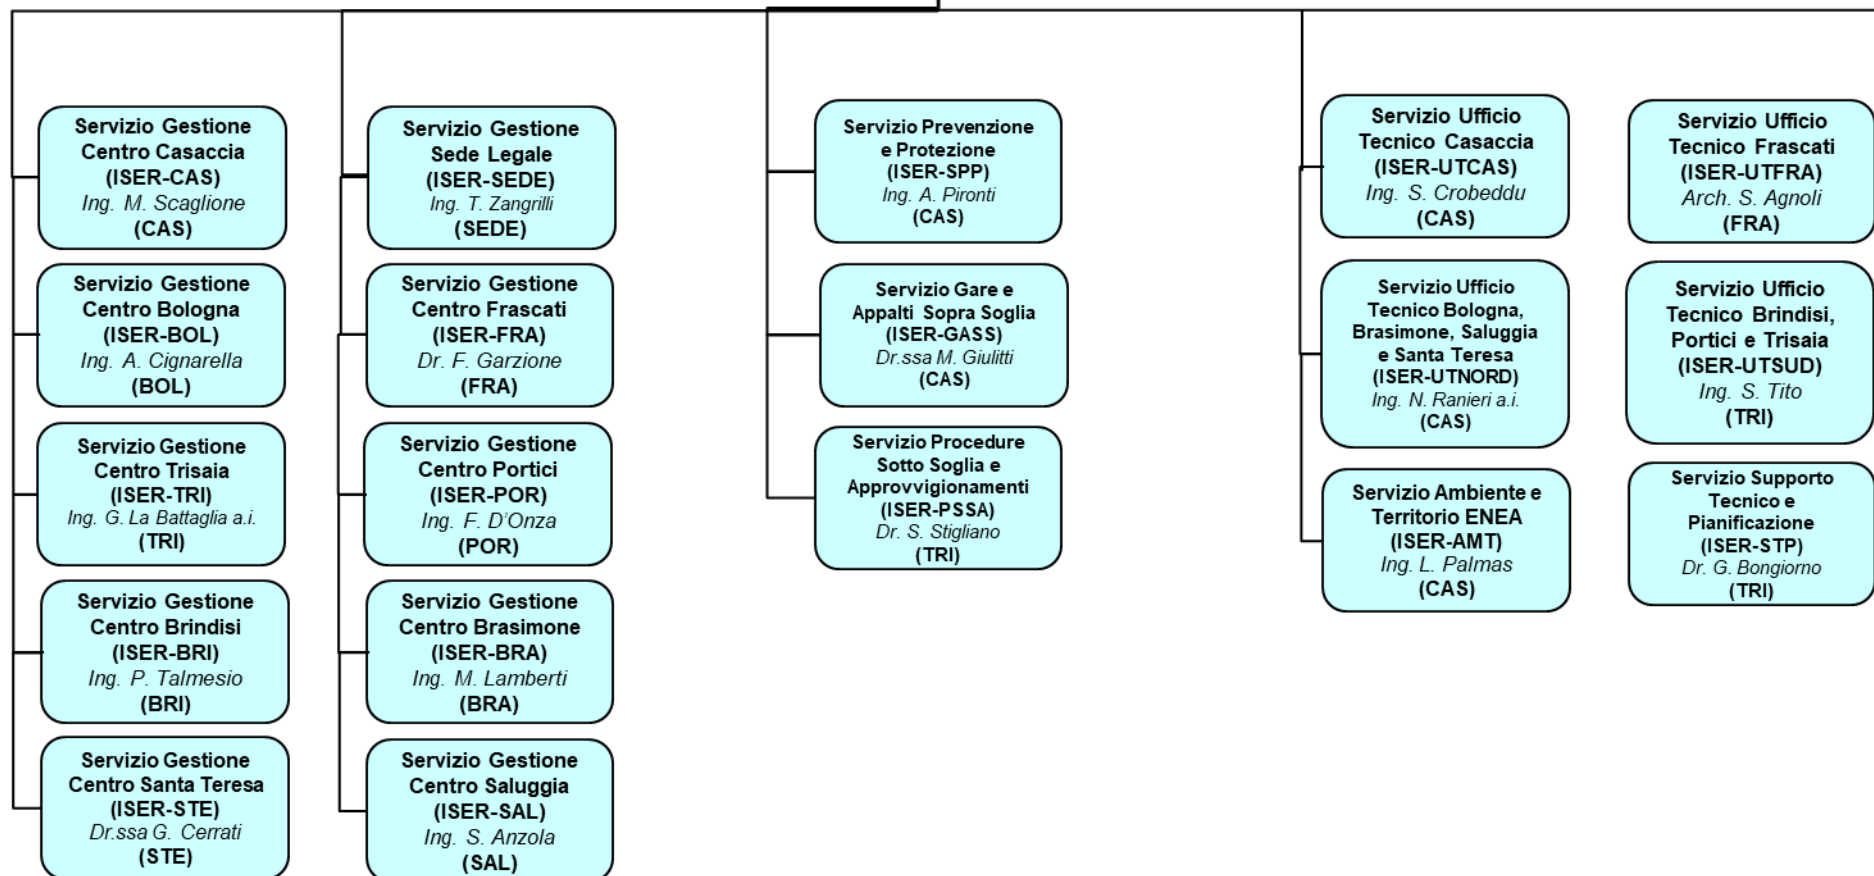 Servizio Gestione
Centro Casaccia
(ISER-CAS)
Ing. M. Scaglione
(CAS)
Servizio Gestione
Centro Bologna
(ISER-BOL)
Ing. A. Cignarella
(BOL)
Servizio Gestione
Centro Trisaia
(ISER-TRI)
Ing. G. La Battaglia a.i.
(TRI)
Servizio Gestione
Centro Brindisi
(ISER-BRI)
Ing. P. Talmesio
(BRI)
Servizio Gestione
Centro Santa Teresa
(ISER-STE)
Dr.ssa G. Cerrati
(STE)
Servizio Gestione
Sede Legale
(ISER-SEDE)
Ing. T. Zangrilli
(SEDE)
Servizio Gestione
Centro Frascati
(ISER-FRA)
Dr. F. Garzione
(FRA)
Servizio Gestione
Centro Portici
(ISER-POR)
Ing. F. D'Onza
(POR)
Servizio Gestione
Centro Brasimone
(ISER-BRA)
Ing. M. Lamberti
(BRA)
Servizio Gestione
Centro Saluggia
(ISER-SAL)
Ing. S. Anzola
(SAL)
Servizio Prevenzione
e Protezione
(ISER-SPP)
Ing. A. Pironti
(CAS)
Servizio Gare e
Appalti Sopra Soglia
(ISER-GASS)
Dr.ssa M. Giulitti
(CAS)
Servizio Procedure
Sotto Soglia e
Approvvigionamenti
(ISER-PSSA)
Dr. S. Stigliano
(TRI)
Servizio Ufficio
Tecnico Casaccia
(ISER-UTCAS)
Ing. S. Crobeddu
(CAS)
Servizio Ufficio
Tecnico Bologna,
Brasimone, Saluggia
e Santa Teresa
(ISER-UTNORD)
Ing. N. Ranieri a.i.
(CAS)
Servizio Ambiente e
Territorio ENEA
(ISER-AMT)
Ing. L. Palmas
(CAS)
Servizio Ufficio
Tecnico Frascati
(ISER-UTFRA)
Arch. S. Agnoli
(FRA)
Servizio Ufficio
Tecnico Brindisi,
Portici e Trisaia
(ISER-UTSUD)
Ing. S. Tito
(TRI)
Servizio Supporto
Tecnico e
Pianificazione
(ISER-STP)
Dr. G. Bongiorno
(TRI)